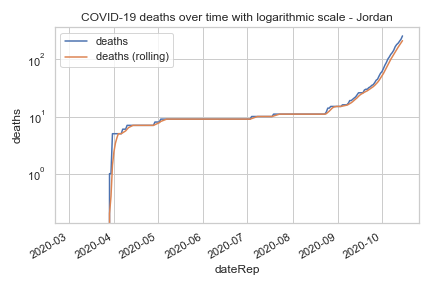 COVID-19 deaths over time with logarithmic scale - Jordan
deaths
deaths (rolling)
10²
10¹
10⁰
deaths
2020-03
2020-04
2020-05
2020-06
2020-07
2020-08
2020-09
2020-10
dateRep